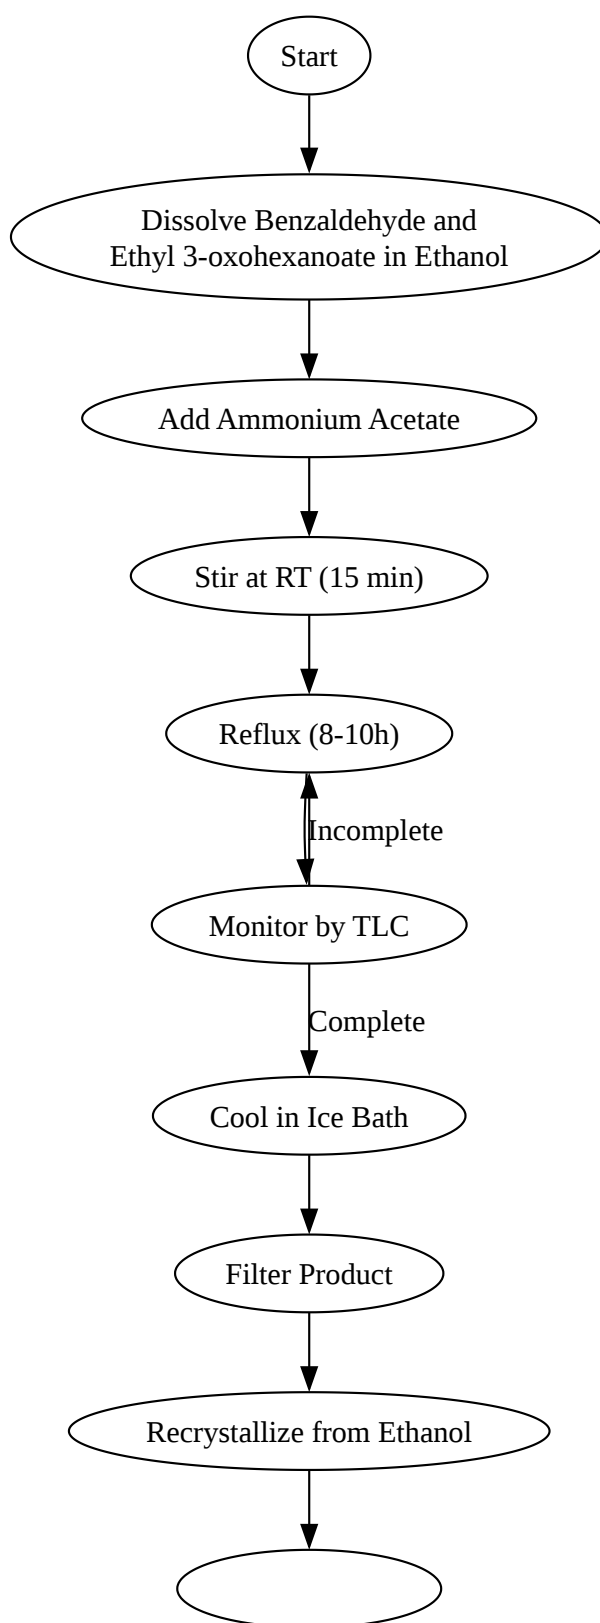 Start
Dissolve Benzaldehyde and
Ethyl 3-oxohexanoate in Ethanol
Add Ammonium Acetate
Stir at RT (15 min)
Reflux (8-10h)
Incomplete
Monitor by TLC
Complete
Cool in Ice Bath
Filter Product
Recrystallize from Ethanol